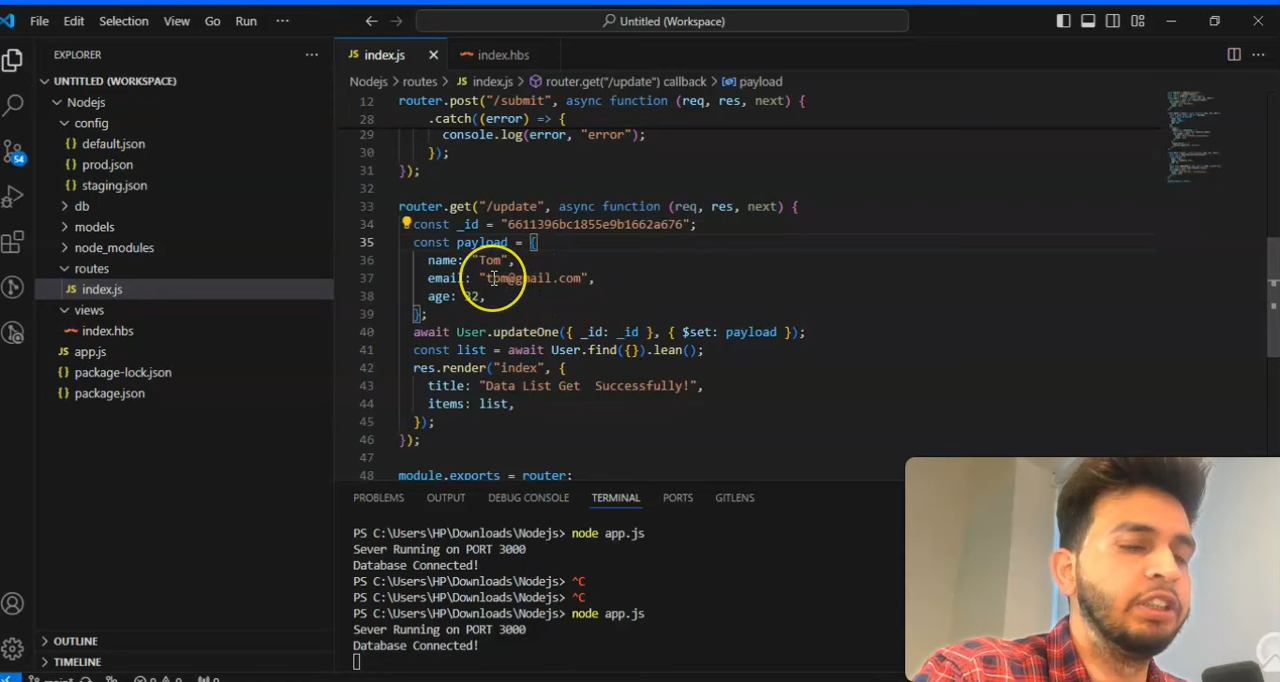 File Edit Selection View Go Run ··· Untitled (Workspace)
EXPLORER ···
UNTITLED (WORKSPACE)
Nodejs
config
{} default.json
{} prod.json
{} staging.json
db
models
node_modules
routes
JS index.js
views
index.hbs
JS app.js
{} package-lock.json
{} package.json
OUTLINE
TIMELINE
54
JS index.js index.hbs
Nodejs > routes > JS index.js > router.get("/update") callback > payload
12 router.post("/submit", async function (req, res, next) {
28 .catch((error) => {
29 console.log(error, "error");
30 });
31 });
32
33 router.get("/update", async function (req, res, next) {
34 const _id = "6611396bc1855e9b1662a676";
35 const payload = {
36 name: "Tom",
37 email: "tom@gmail.com",
38 age: 32,
39 };
40 await User.updateOne({ _id: _id }, { $set: payload });
41 const list = await User.find({}).lean();
42 res.render("index", {
43 title: "Data List Get  Successfully!",
44 items: list,
45 });
46 });
47
48 module.exports = router;
PROBLEMS OUTPUT DEBUG CONSOLE TERMINAL PORTS GITLENS
PS C:\Users\HP\Downloads\Nodejs> node app.js
Sever Running on PORT 3000
Database Connected!
PS C:\Users\HP\Downloads\Nodejs> ^C
PS C:\Users\HP\Downloads\Nodejs> ^C
PS C:\Users\HP\Downloads\Nodejs> node app.js
Sever Running on PORT 3000
Database Connected!